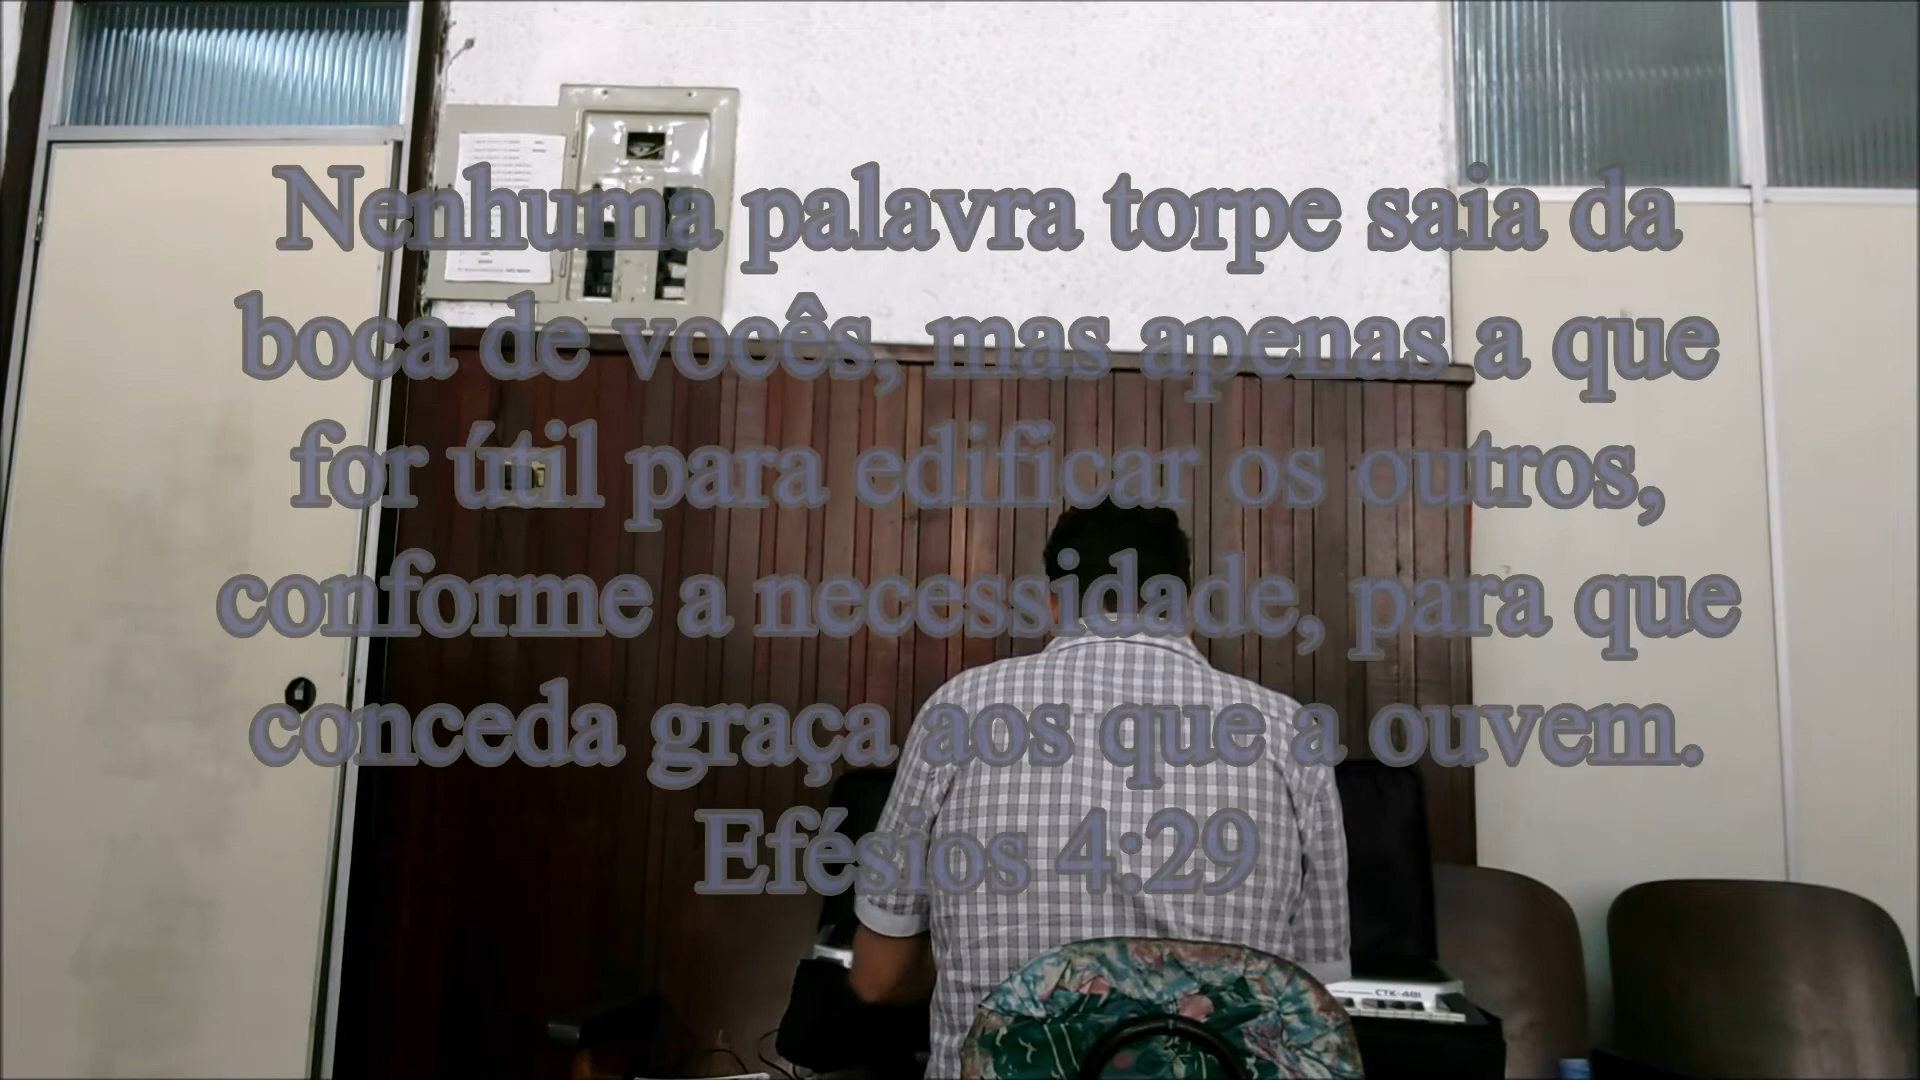 Nenhuma palavra torpe saia da
boca de vocês, mas apenas a que
for útil para edificar os outros,
conforme a necessidade, para que
conceda graça aos que a ouvem.
Efésios 4:29
CTK-481